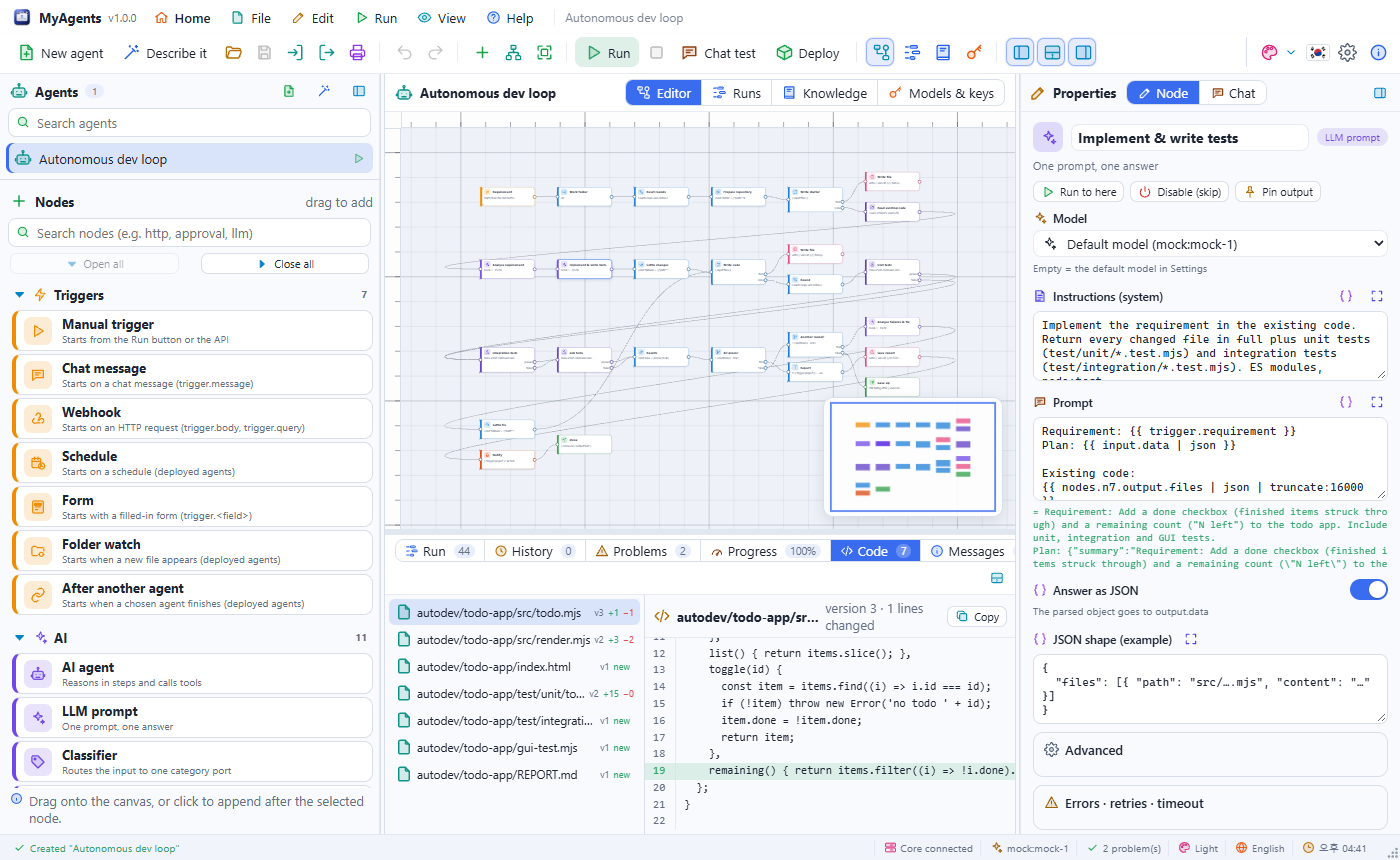 MyAgents v1.0.0 Home File Edit Run View Help Autonomous dev loop
New agent Describe it Run Chat test Deploy
Agents 1
Search agents
Autonomous dev loop
Nodes drag to add
Search nodes (e.g. http, approval, llm)
Open all Close all
Triggers 7
Manual trigger
Starts from the Run button or the API
Chat message
Starts on a chat message (trigger.message)
Webhook
Starts on an HTTP request (trigger.body, trigger.query)
Schedule
Starts on a schedule (deployed agents)
Form
Starts with a filled-in form (trigger.<field>)
Folder watch
Starts when a new file appears (deployed agents)
After another agent
Starts when a chosen agent finishes (deployed agents)
AI 11
AI agent
Reasons in steps and calls tools
LLM prompt
One prompt, one answer
Classifier
Routes the input to one category port
Drag onto the canvas, or click to append after the selected
node.
Autonomous dev loop Editor Runs Knowledge Models & keys
Run 44 History 0 Problems 2 Progress 100% Code 7 Messages
autodev/todo-app/src/todo.mjs v3 +1 −1
autodev/todo-app/src/render.mjs v2 +3 −2
autodev/todo-app/index.html v1 new
autodev/todo-app/test/unit/to... v2 +15 −0
autodev/todo-app/test/integrati... v1 new
autodev/todo-app/gui-test.mjs v1 new
autodev/todo-app/REPORT.md v1 new
autodev/todo-app/sr... version 3 · 1 lines
changed
Copy
12 list() { return items.slice(); },
13 toggle(id) {
14 const item = items.find((i) => i.id === id);
15 if (!item) throw new Error('no todo ' + id);
16 item.done = !item.done;
17 return item;
18 },
19 remaining() { return items.filter((i) => !i.done).
20 };
21 }
22
Properties Node Chat
Implement & write tests LLM prompt
One prompt, one answer
Run to here Disable (skip) Pin output
Model
Default model (mock:mock-1)
Empty = the default model in Settings
Instructions (system)
Implement the requirement in the existing code.
Return every changed file in full plus unit tests
(test/unit/*.test.mjs) and integration tests
(test/integration/*.test.mjs). ES modules,
Prompt
Requirement: {{ trigger.requirement }}
Plan: {{ input.data | json }}
Existing code:
{{ nodes.n7.output.files | json | truncate:16000
= Requirement: Add a done checkbox (finished items struck thro
ugh) and a remaining count ("N left") to the todo app. Include
unit, integration and GUI tests.
Plan: {"summary":"Requirement: Add a done checkbox (finished i
tems struck through) and a remaining count (\"N left\") to the
Answer as JSON
The parsed object goes to output.data
JSON shape (example)
{
"files": [{ "path": "src/….mjs", "content": "…"
}]
}
Advanced
Errors · retries · timeout
Created "Autonomous dev loop" Core connected mock:mock-1 2 problem(s) Light English 오후 04:41